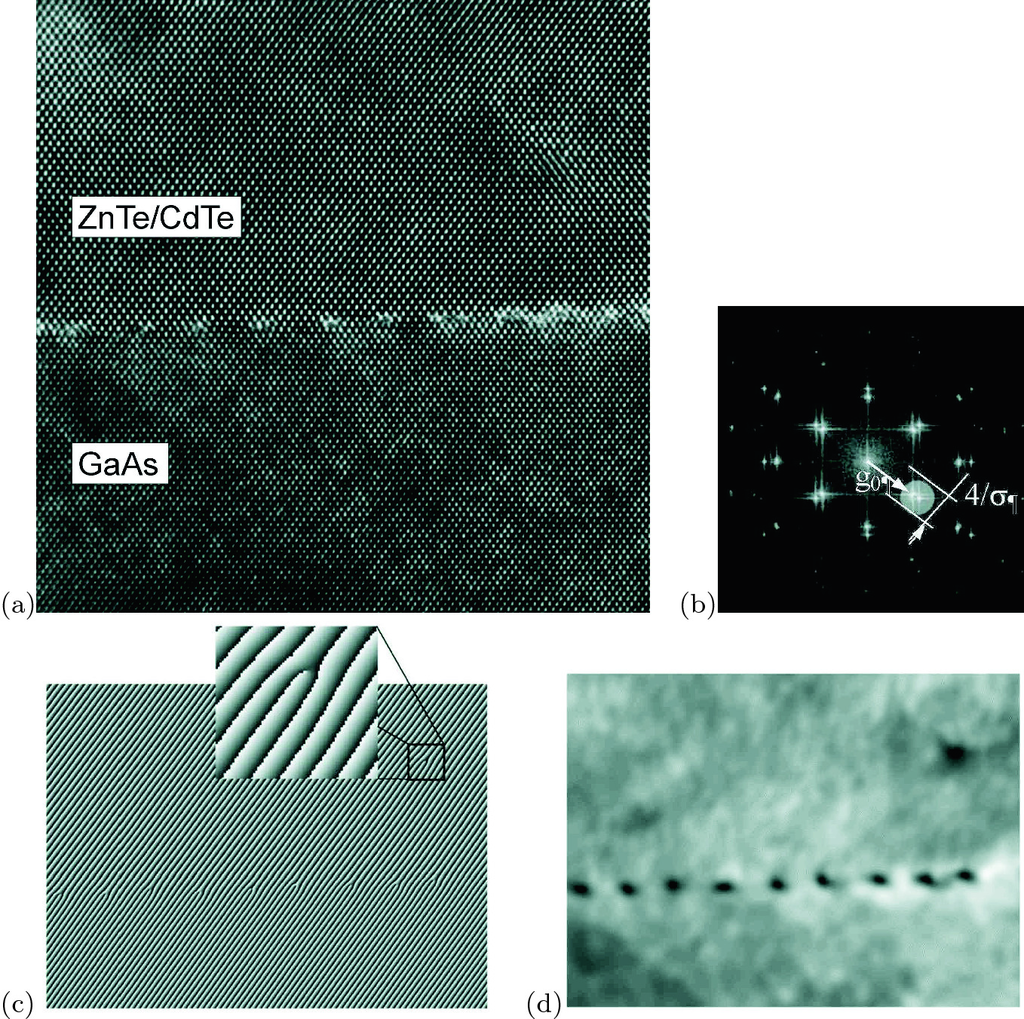 ZnTe/CdTe
GaAs
(a)
g₀¶
4/σ¶
(b)
(c)
(d)